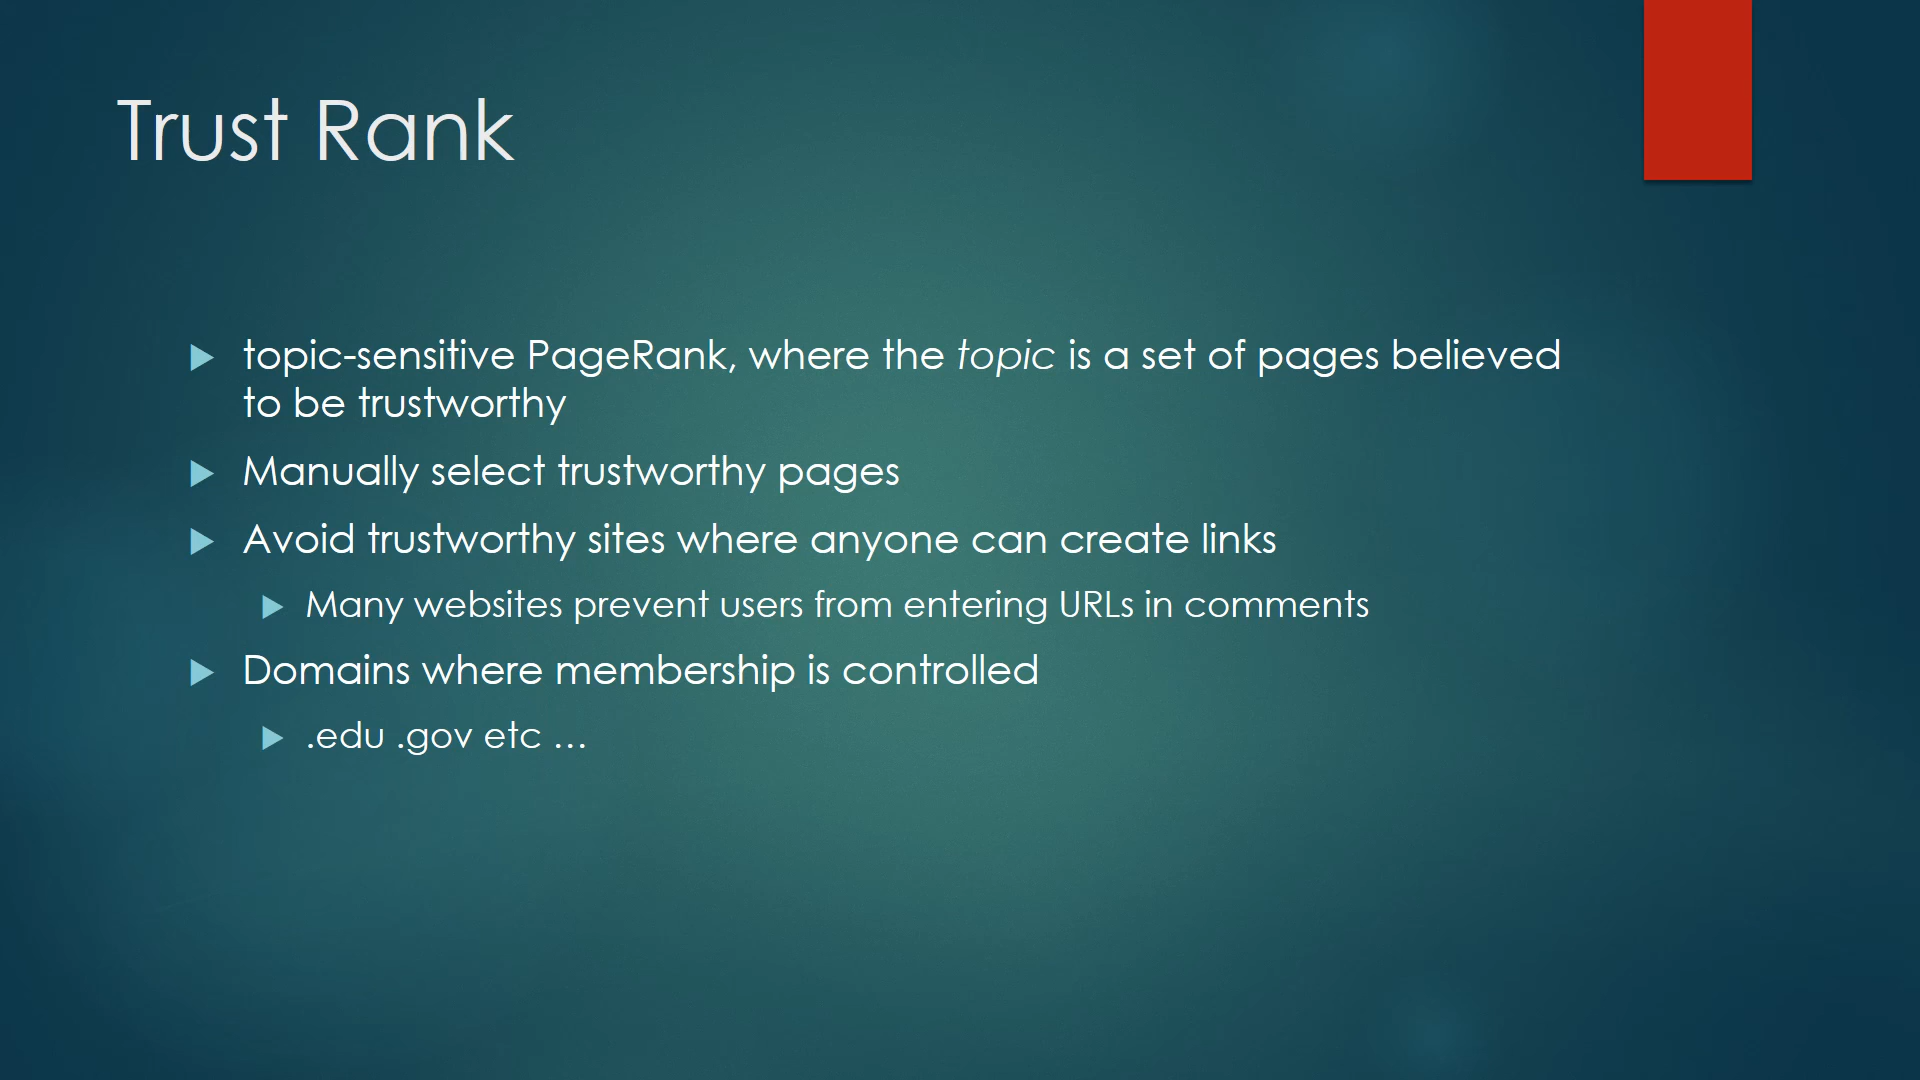 Trust Rank
topic-sensitive PageRank, where the topic is a set of pages believed
to be trustworthy
Manually select trustworthy pages
Avoid trustworthy sites where anyone can create links
Many websites prevent users from entering URLs in comments
Domains where membership is controlled
.edu .gov etc …